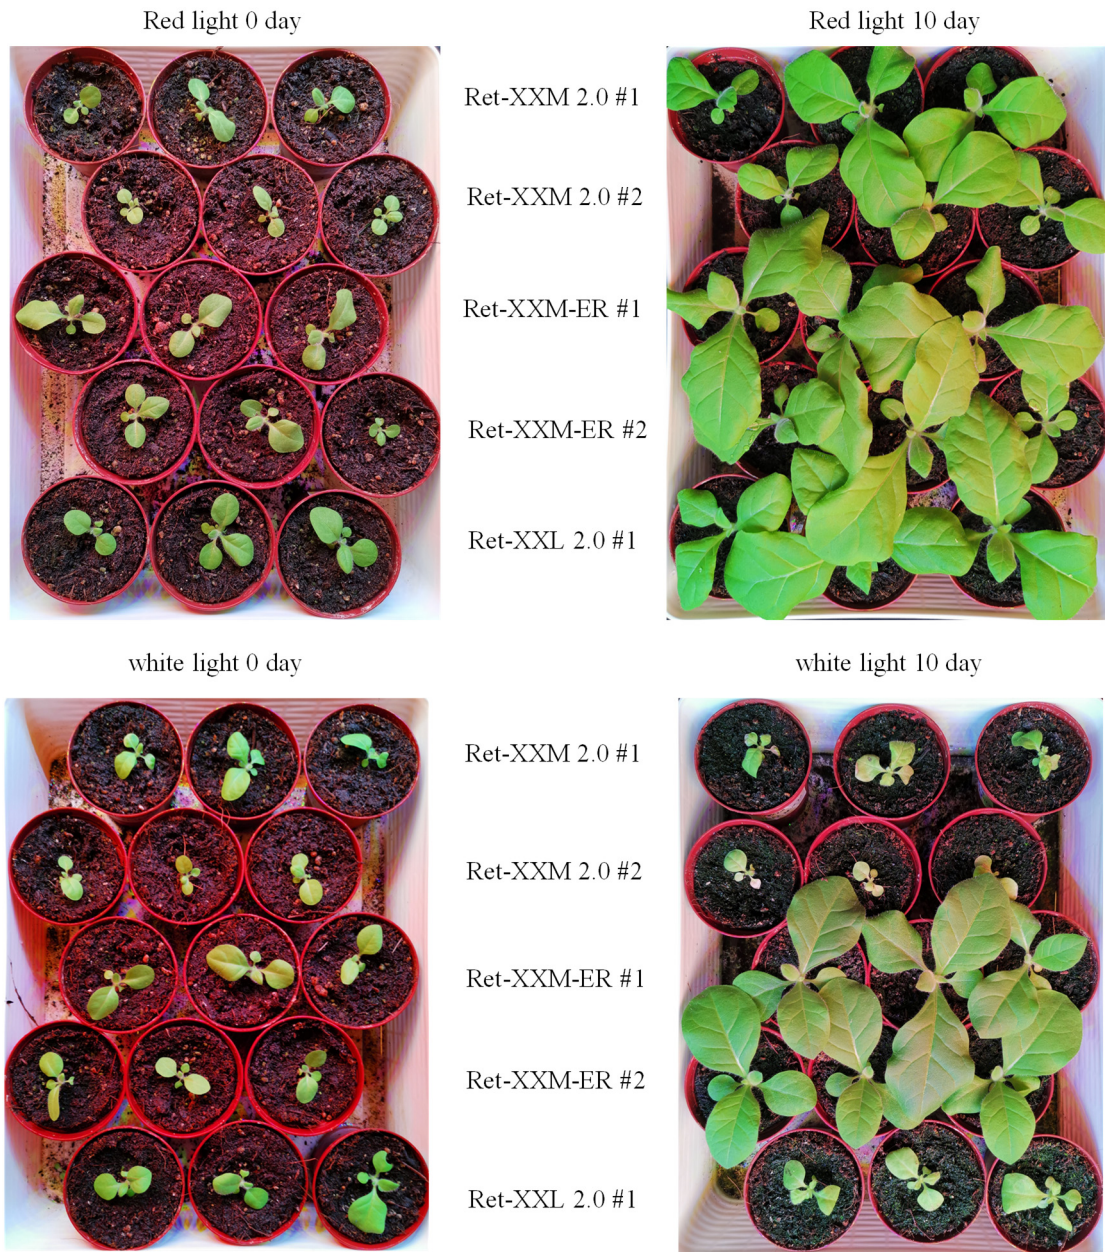 Red light 0 day
Red light 10 day
Ret-XXM 2.0 #1
Ret-XXM 2.0 #2
Ret-XXM-ER #1
Ret-XXM-ER #2
Ret-XXL 2.0 #1
white light 0 day
white light 10 day
Ret-XXM 2.0 #1
Ret-XXM 2.0 #2
Ret-XXM-ER #1
Ret-XXM-ER #2
Ret-XXL 2.0 #1